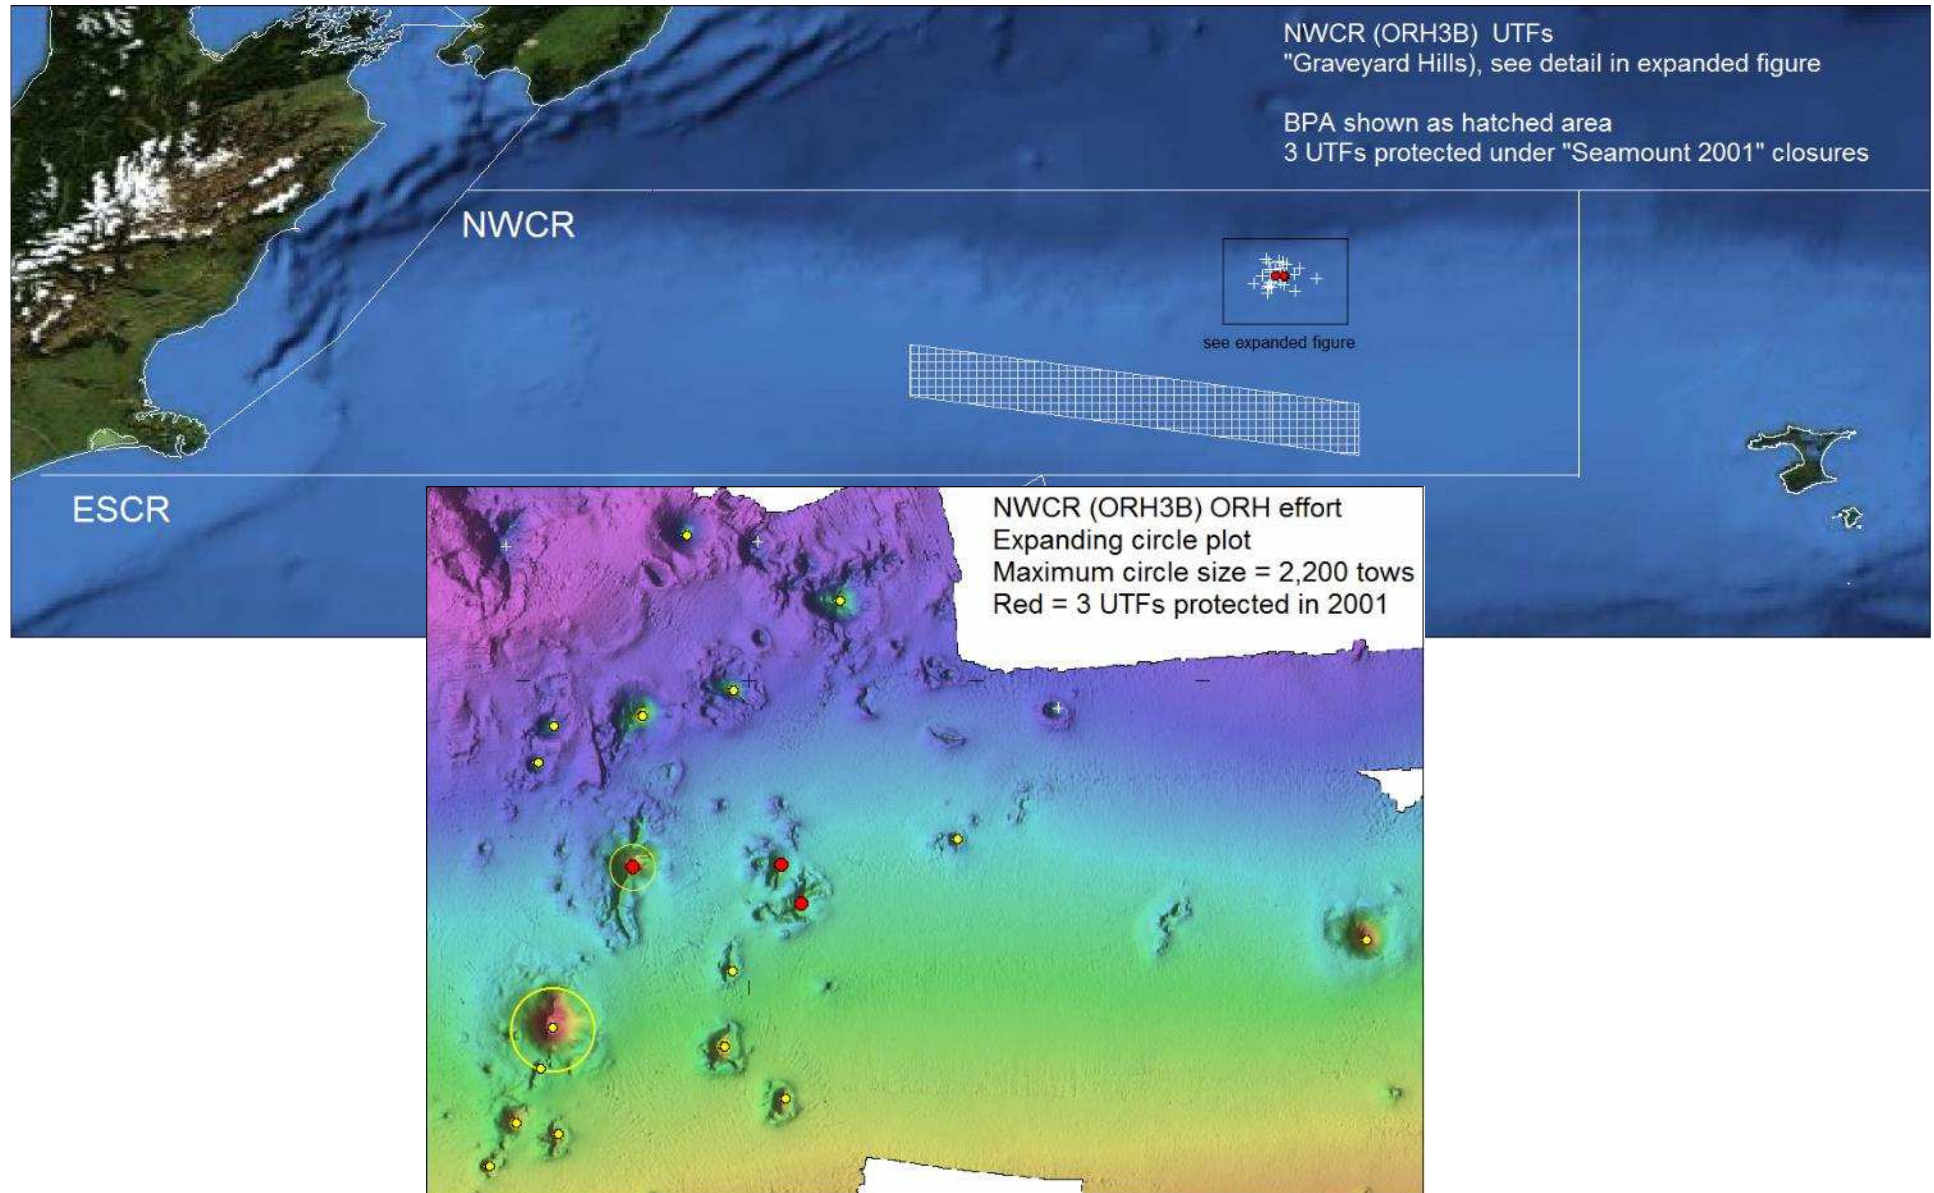 NWCR (ORH3B) UTFs
"Graveyard Hills), see detail in expanded figure
BPA shown as hatched area
3 UTFs protected under "Seamount 2001" closures
NWCR
see expanded figure
ESCR
NWCR (ORH3B) ORH effort
Expanding circle plot
Maximum circle size = 2,200 tows
Red = 3 UTFs protected in 2001